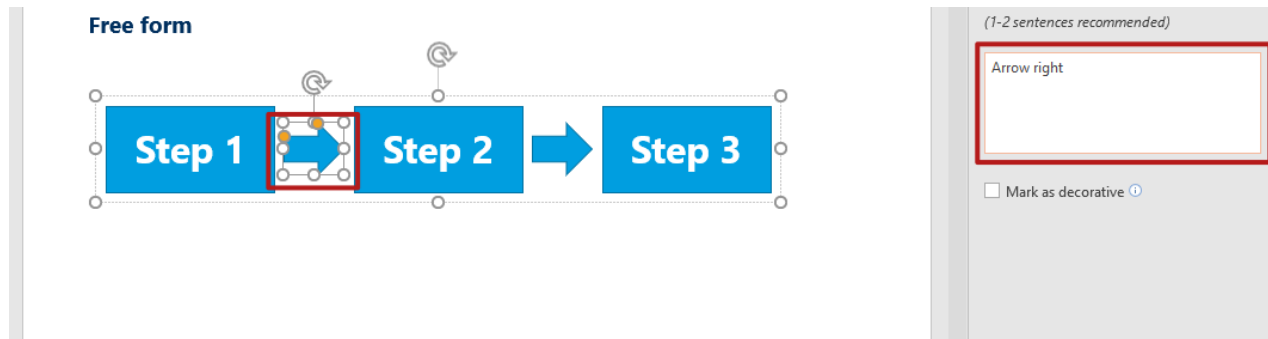 Free form
Step 1
Step 2
Step 3
(1-2 sentences recommended)
Arrow right
Mark as decorative